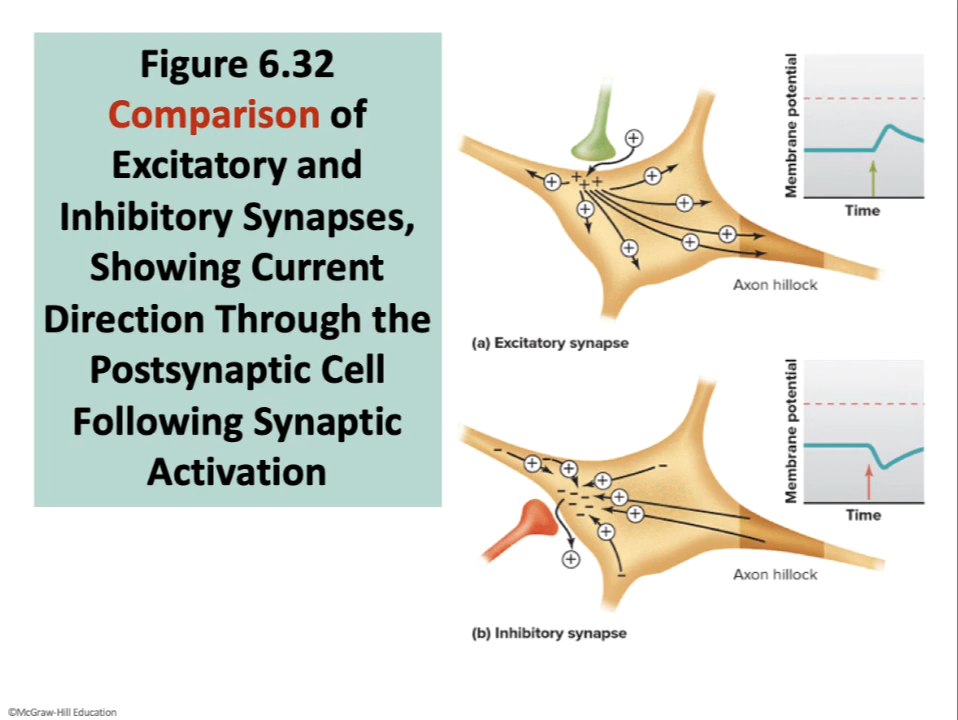 Figure 6.32
Comparison of
Excitatory and
Inhibitory Synapses,
Showing Current
Direction Through the
Postsynaptic Cell
Following Synaptic
Activation
Membrane potential
Time
Axon hillock
(a) Excitatory synapse
Membrane potential
Time
Axon hillock
(b) Inhibitory synapse
©McGraw-Hill Education